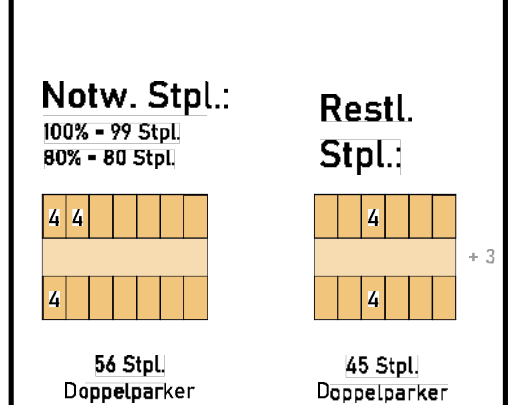 Notw. Stpl.:
100% - 99 Stpl.
80% - 80 Stpl.
4 4
4
56 Stpl.
Doppelparker
Restl.
Stpl.:
4
+ 3
4
45 Stpl.
Doppelparker